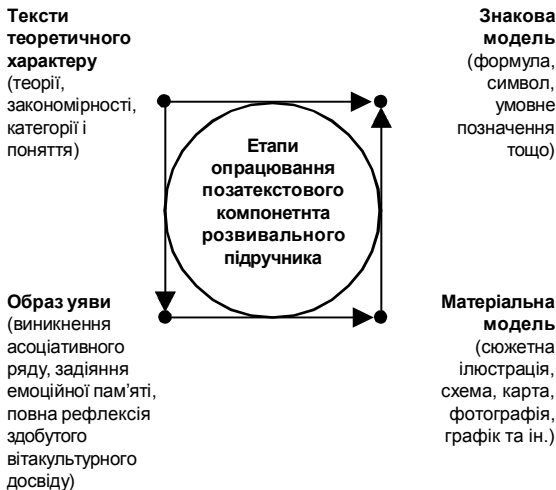 Тексти
теоретичного
характеру
(теорії,
закономірності,
категорії і
поняття)
Знакова
модель
(формула,
символ,
умовне
позначення
тощо)
Етапи
опрацювання
позатекстового
компонетнта
розвивального
підручника
Образ уяви
(виникнення
асоціативного
ряду, задіяння
емоційної пам’яті,
повна рефлексія
здобутого
вітакультурного
досвіду)
Матеріальна
модель
(сюжетна
ілюстрація,
схема, карта,
фотографія,
графік та ін.)